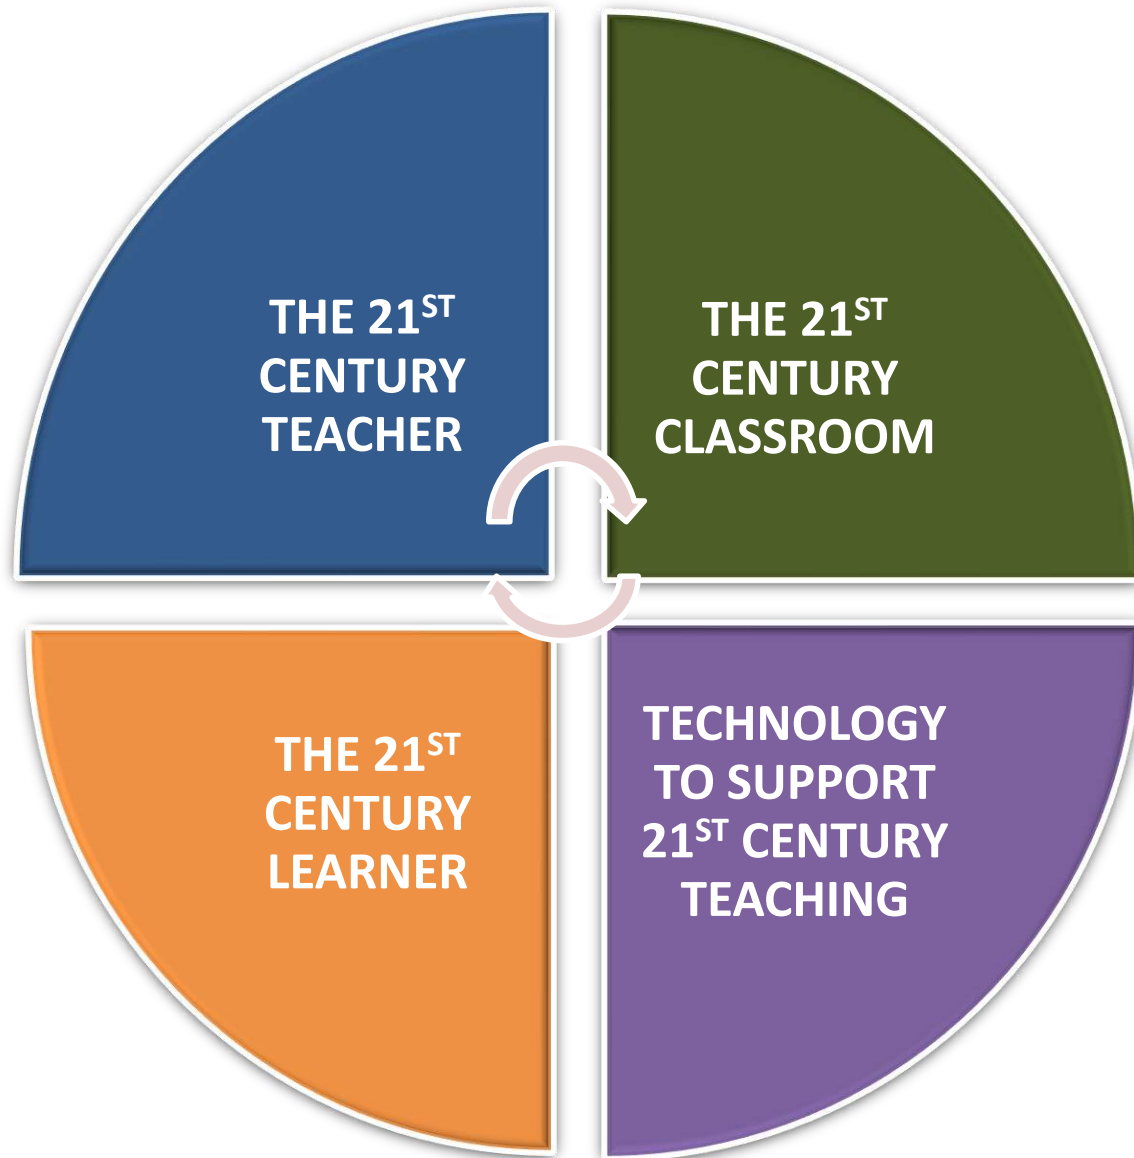 THE 21ST
CENTURY
TEACHER
THE 21ST
CENTURY
CLASSROOM
THE 21ST
CENTURY
LEARNER
TECHNOLOGY
TO SUPPORT
21ST CENTURY
TEACHING